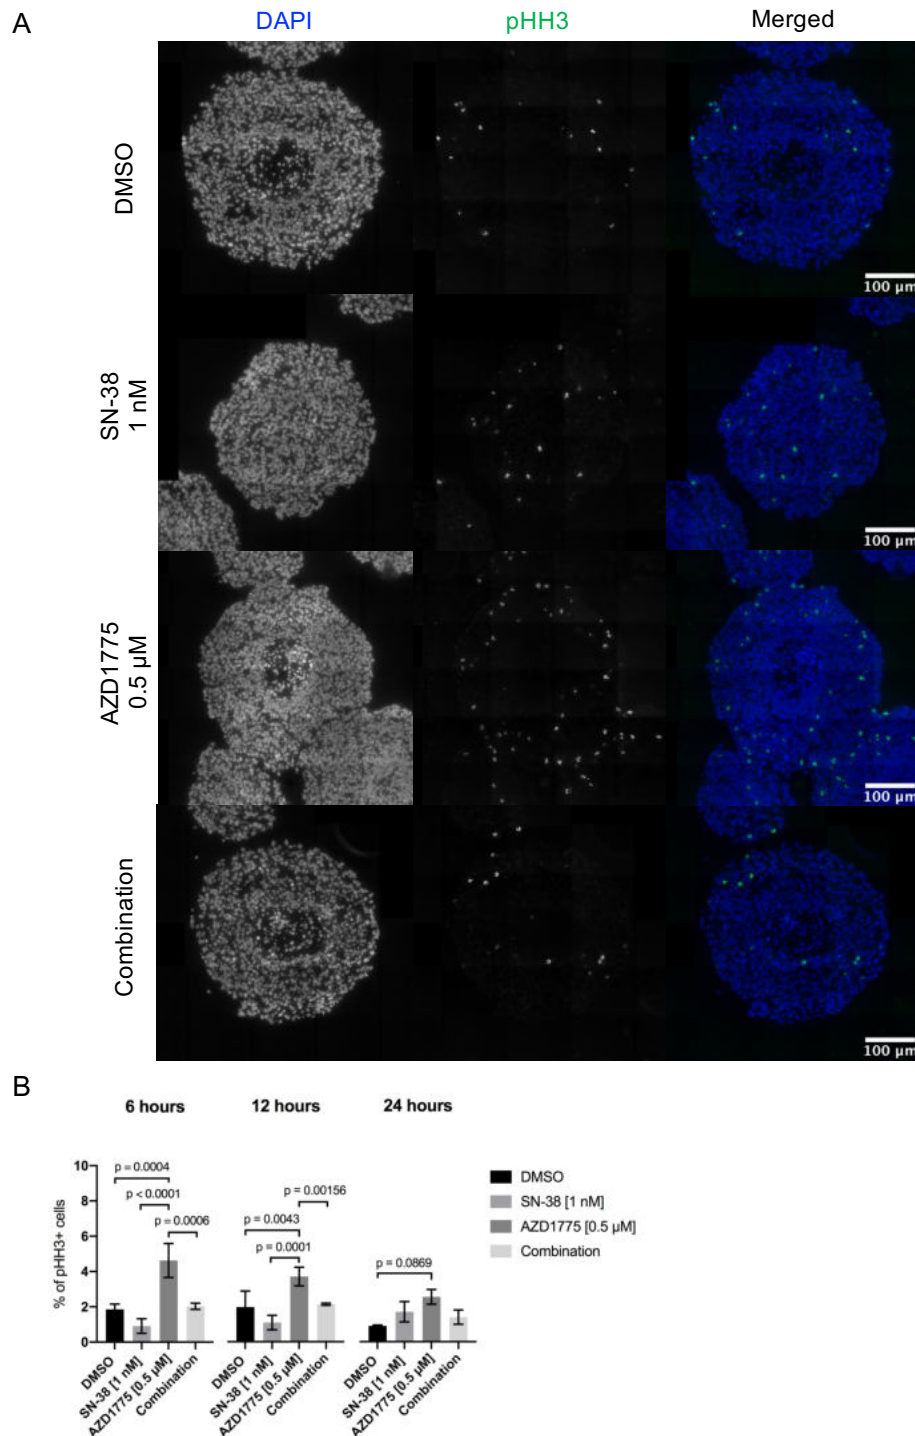 A
DAPI
pHH3
Merged
DMSO
100 µm
SN-38
1 nM
100 µm
AZD1775
0.5 µM
100 µm
Combination
100 µm
B
6 hours
12 hours
24 hours
% of pHH3+ cells
10
8
6
4
2
0
p = 0.0004
p < 0.0001
p = 0.0006
p = 0.00156
p = 0.0043
p = 0.0001
p = 0.0869
DMSO
SN-38 [1 nM]
AZD1775 [0.5 µM]
Combination
DMSO
SN-38 [1 nM]
AZD1775 [0.5 µM]
Combination
DMSO
SN-38 [1 nM]
AZD1775 [0.5 µM]
Combination
DMSO
SN-38 [1 nM]
AZD1775 [0.5 µM]
Combination